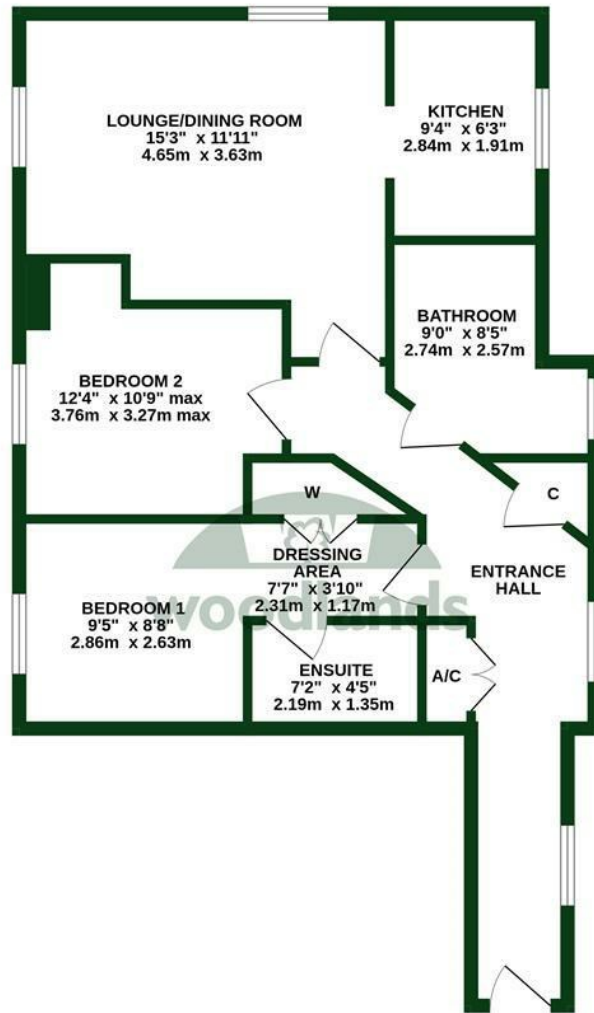 LOUNGE/DINING ROOM
15'3" x 11'11"
4.65m x 3.63m
KITCHEN
9'4" x 6'3"
2.84m x 1.91m
BATHROOM
9'0" x 8'5"
2.74m x 2.57m
BEDROOM 2
12'4" x 10'9" max
3.76m x 3.27m max
W
C
DRESSING
AREA
7'7" x 3'10"
2.31m x 1.17m
ENTRANCE
HALL
BEDROOM 1
9'5" x 8'8"
2.86m x 2.63m
woodlands
ENSUITE
7'2" x 4'5"
2.19m x 1.35m
A/C